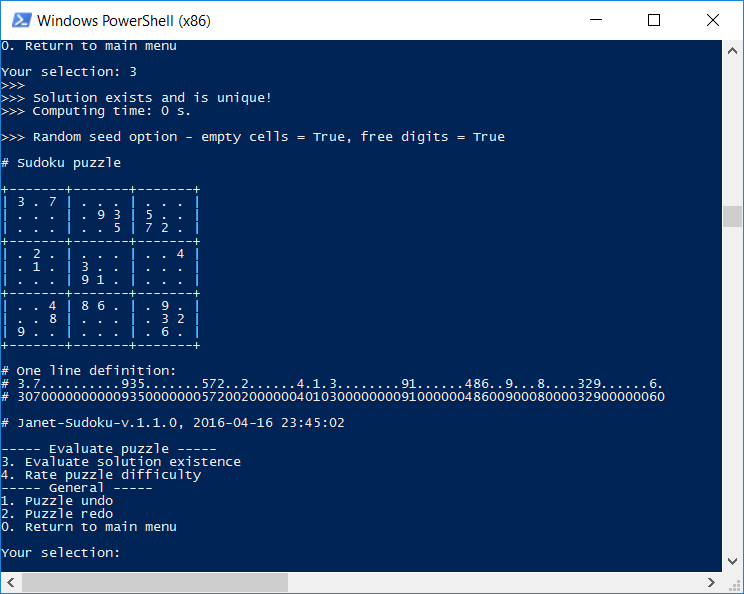 Windows PowerShell (x86)
0. Return to main menu
Your selection: 3
>>>
>>> Solution exists and is unique!
>>> Computing time: 0 s.
>>> Random seed option - empty cells = True, free digits = True
# Sudoku puzzle
+-------+-------+-------+
| 3 . 7 | . . . | . . . |
| . . . | . 9 3 | 5 . . |
| . . . | . . 5 | 7 2 . |
+-------+-------+-------+
| . 2 . | . . . | . . 4 |
| . 1 . | 3 . . | . . . |
| . . . | 9 1 . | . . . |
+-------+-------+-------+
| . . 4 | 8 6 . | . 9 . |
| . . 8 | . . . | . 3 2 |
| 9 . . | . . . | . 6 . |
+-------+-------+-------+
# One line definition:
# 3.7..........935.......572..2......4.1.3........91......486..9...8....329......6.
# 307000000000093500000005720020000004010300000000910000004860090008000032900000060
# Janet-Sudoku-v.1.1.0, 2016-04-16 23:45:02
----- Evaluate puzzle -----
3. Evaluate solution existence
4. Rate puzzle difficulty
----- General -----
1. Puzzle undo
2. Puzzle redo
0. Return to main menu
Your selection: